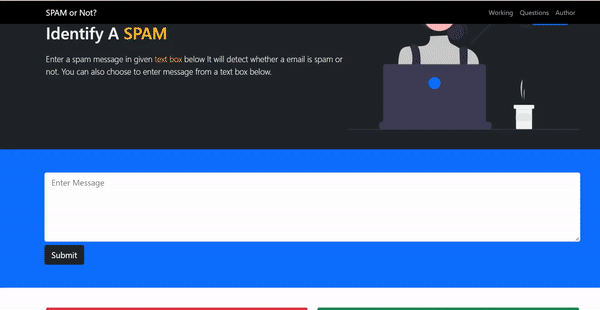 SPAM or Not?
Working Questions Author
Identify A SPAM
Enter a spam message in given text box below It will detect whether a email is spam or
not. You can also choose to enter message from a text box below.
Enter Message
Submit